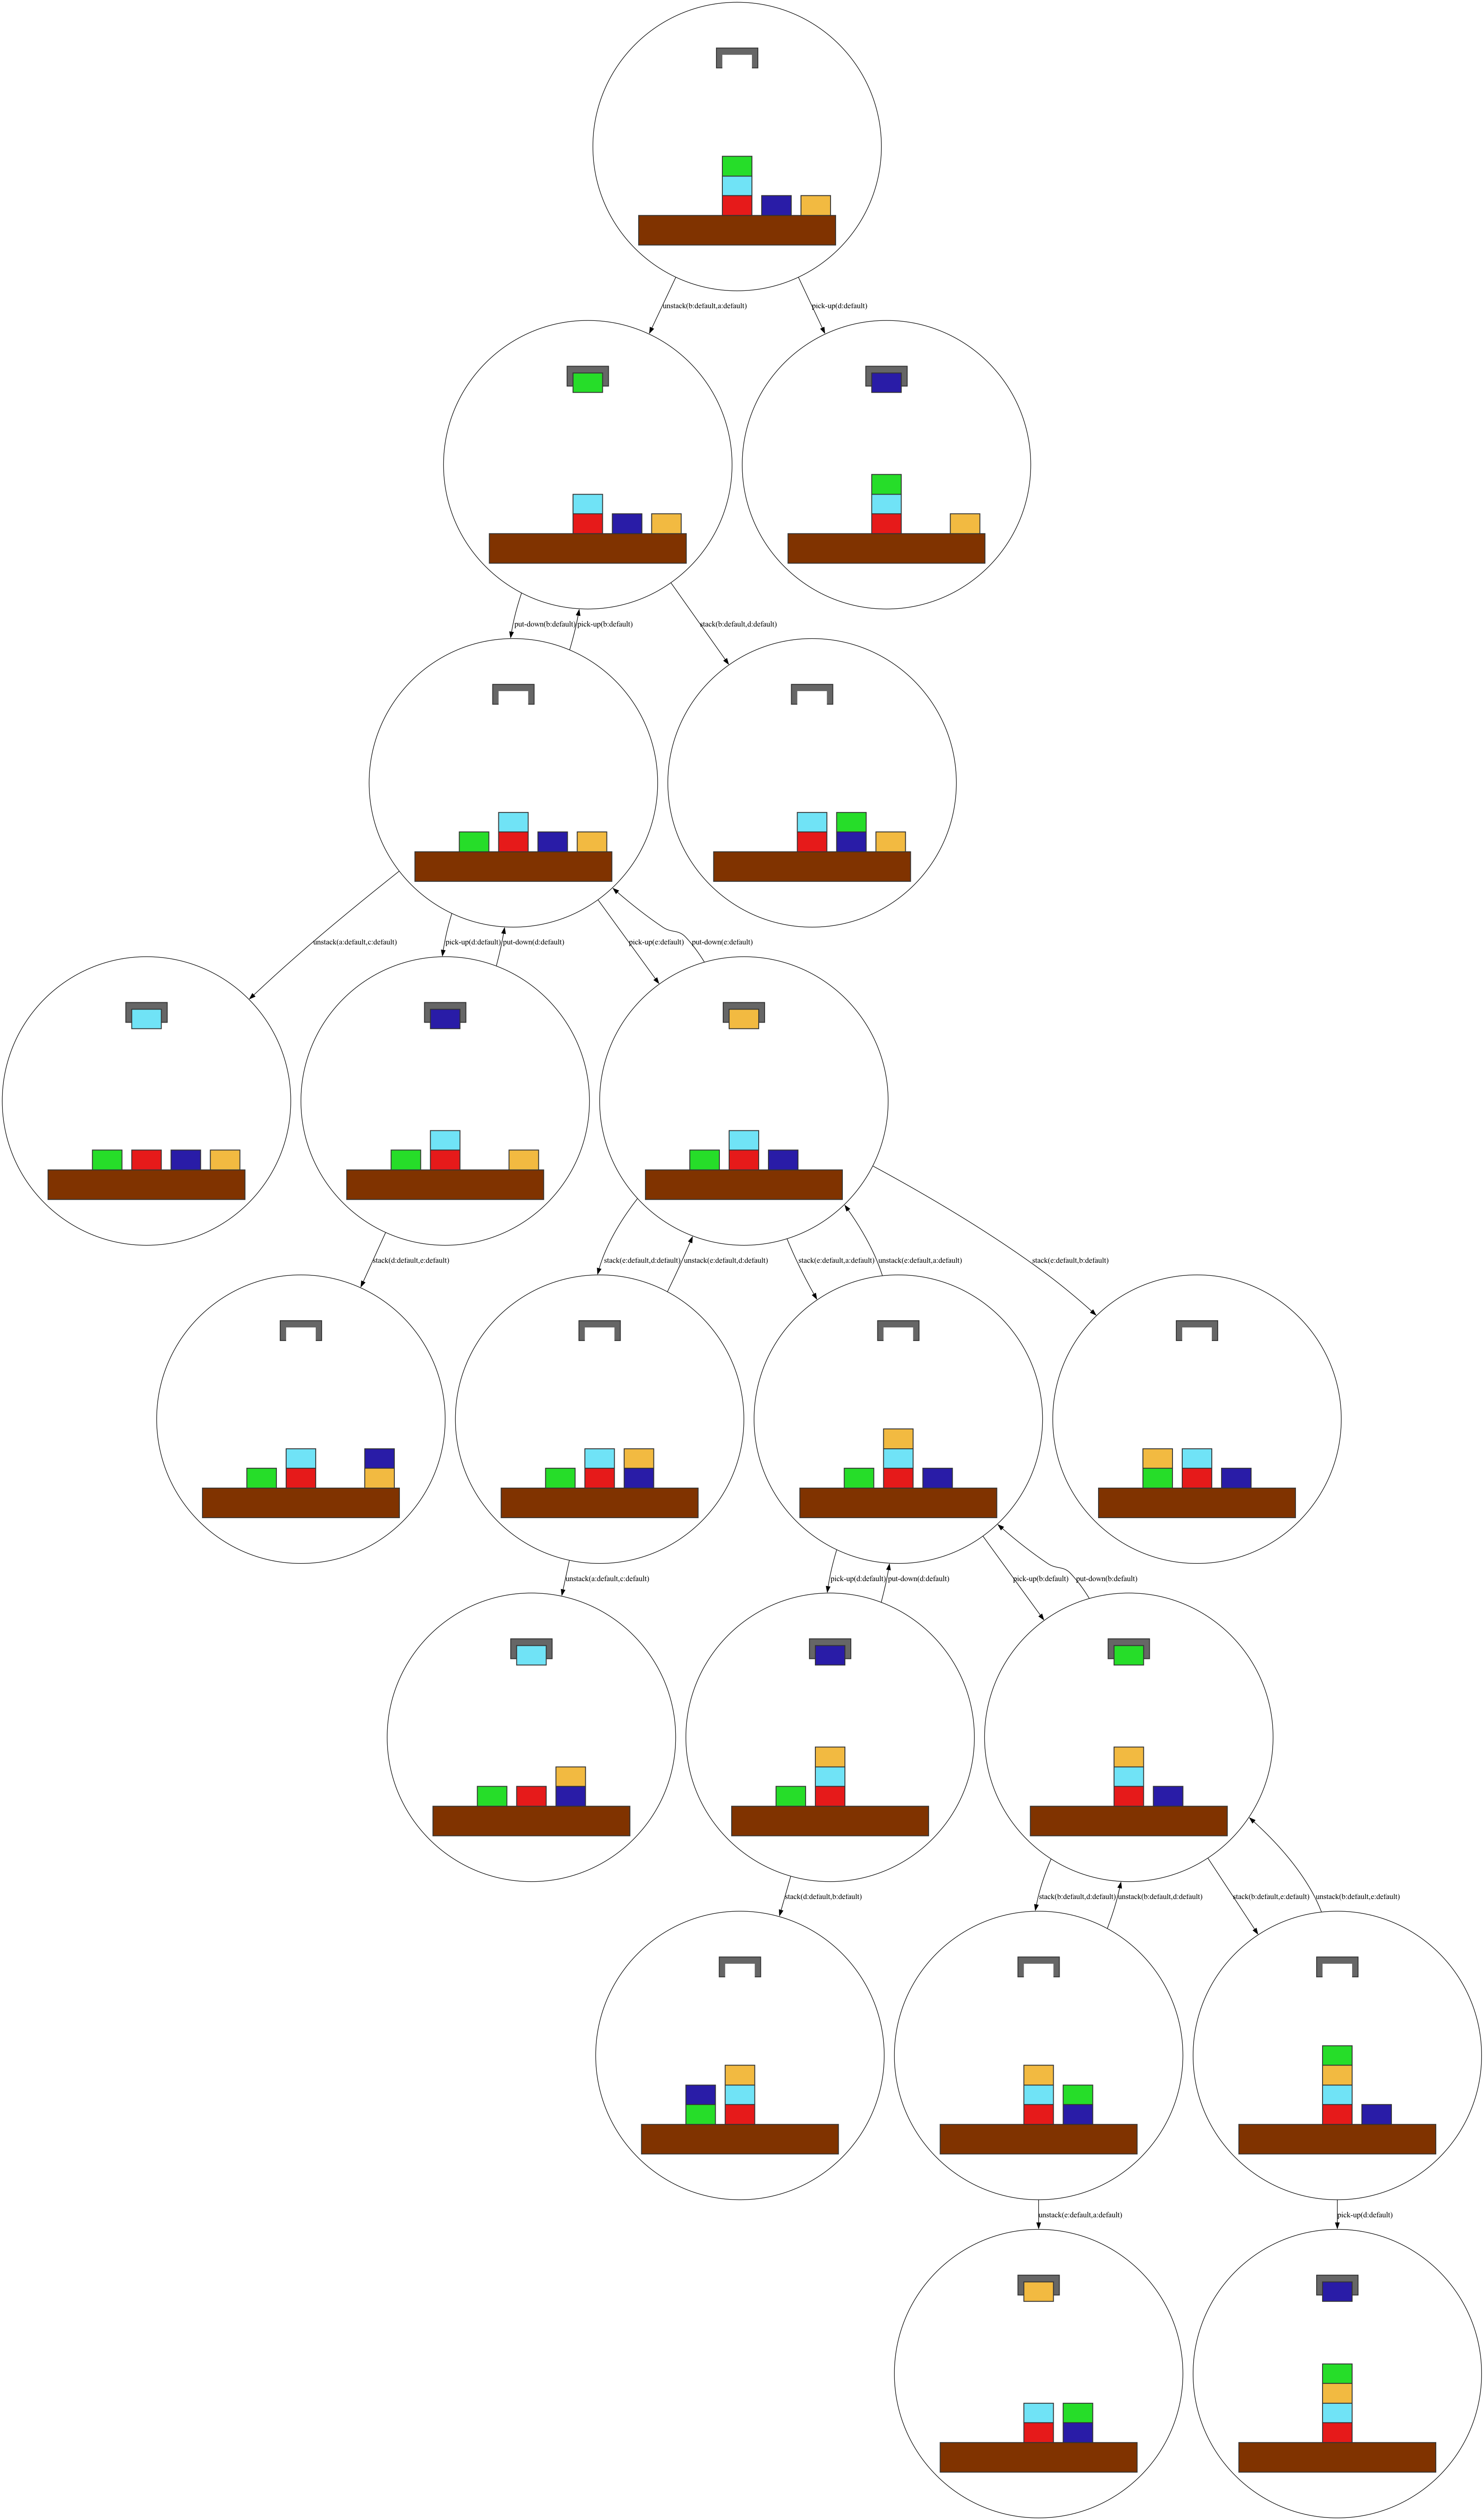 unstack(b:default,a:default)
pick-up(d:default)
put-down(b:default)
pick-up(b:default)
stack(b:default,d:default)
unstack(a:default,c:default)
pick-up(d:default)
put-down(d:default)
pick-up(e:default)
put-down(e:default)
stack(d:default,e:default)
stack(e:default,d:default)
unstack(e:default,d:default)
stack(e:default,a:default)
unstack(e:default,a:default)
stack(e:default,b:default)
unstack(a:default,c:default)
pick-up(d:default)
put-down(d:default)
pick-up(b:default)
put-down(b:default)
stack(d:default,b:default)
stack(b:default,d:default)
unstack(b:default,d:default)
stack(b:default,e:default)
unstack(b:default,e:default)
unstack(e:default,a:default)
pick-up(d:default)